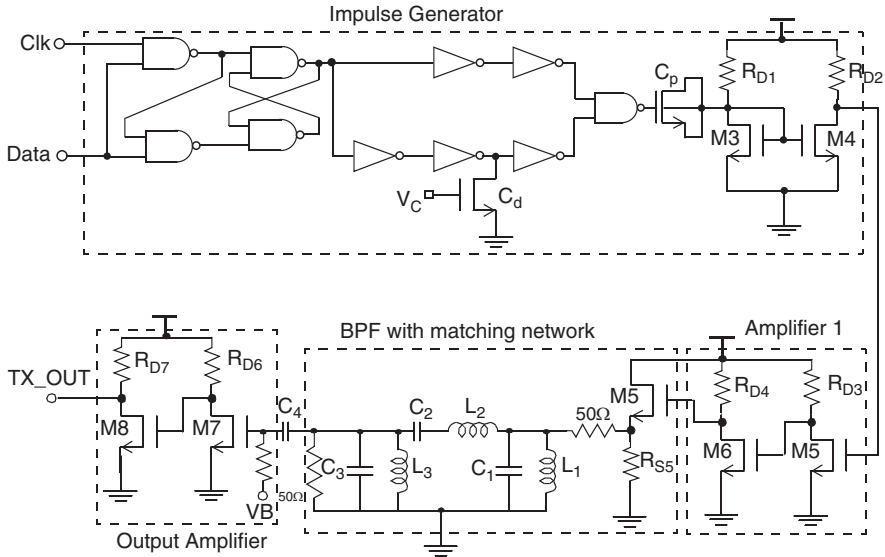 Impulse Generator
Clk
Data
V_C
C_d
C_p
R_D1
R_D2
M3
M4
BPF with matching network
Amplifier 1
TX_OUT
R_D7
R_D6
M8
M7
C_4
VB
50Ω
C_3
L_3
C_2
L_2
C_1
L_1
50Ω
M5
R_S5
R_D4
R_D3
M6
M5
Output Amplifier